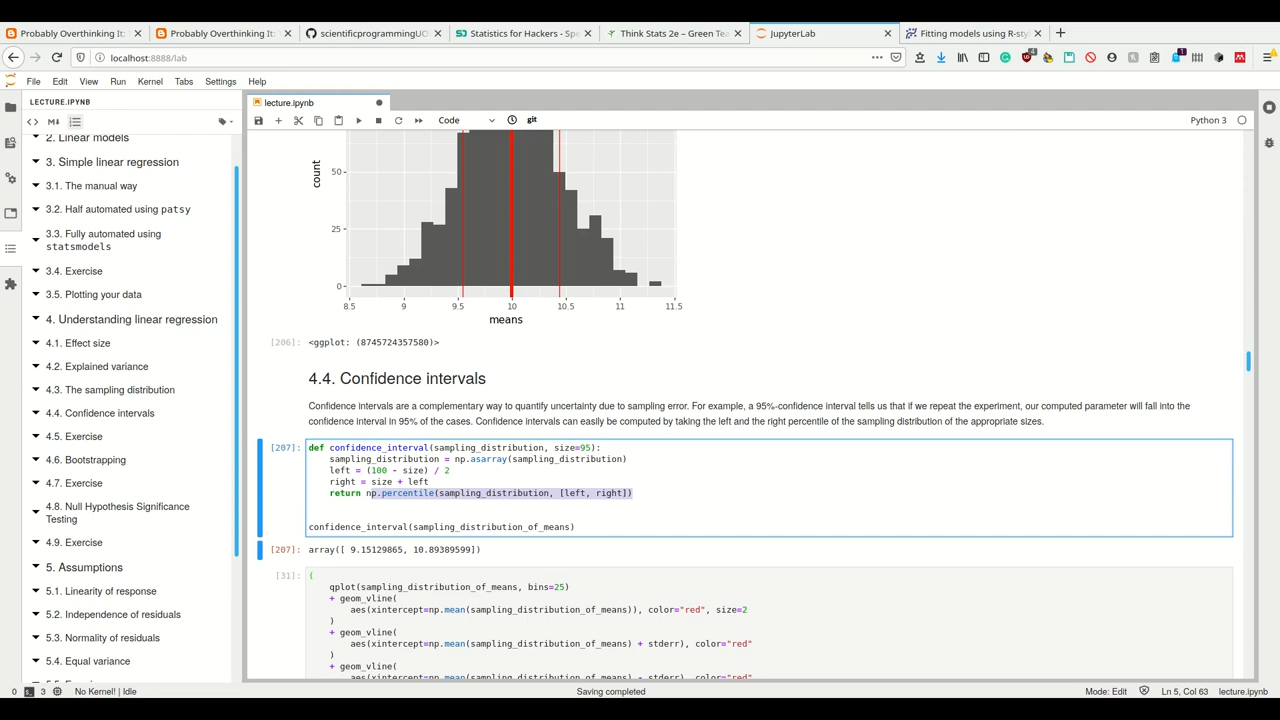 Probably Overthinking It:
Probably Overthinking It:
scientificprogrammingUO
Statistics for Hackers - Spe
Think Stats 2e – Green Tea
JupyterLab
Fitting models using R-sty
localhost:8888/lab
File Edit View Run Kernel Tabs Settings Help
LECTURE.IPYNB
2. Linear models
3. Simple linear regression
3.1. The manual way
3.2. Half automated using patsy
3.3. Fully automated using
statsmodels
3.4. Exercise
3.5. Plotting your data
4. Understanding linear regression
4.1. Effect size
4.2. Explained variance
4.3. The sampling distribution
4.4. Confidence intervals
4.5. Exercise
4.6. Bootstrapping
4.7. Exercise
4.8. Null Hypothesis Significance
Testing
4.9. Exercise
5. Assumptions
5.1. Linearity of response
5.2. Independence of residuals
5.3. Normality of residuals
5.4. Equal variance
lecture.ipynb
Code
git
Python 3
count
50
25
0
8.5 9 9.5 10 10.5 11 11.5
means
[206]: <ggplot: (8745724357580)>
4.4. Confidence intervals
Confidence intervals are a complementary way to quantify uncertainty due to sampling error. For example, a 95%-confidence interval tells us that if we repeat the experiment, our computed parameter will fall into the
confidence interval in 95% of the cases. Confidence intervals can easily be computed by taking the left and the right percentile of the sampling distribution of the appropriate sizes.
[207]: def confidence_interval(sampling_distribution, size=95):
sampling_distribution = np.asarray(sampling_distribution)
left = (100 - size) / 2
right = size + left
return np.percentile(sampling_distribution, [left, right])
confidence_interval(sampling_distribution_of_means)
[207]: array([ 9.15129865, 10.89389599])
[31]: (
qplot(sampling_distribution_of_means, bins=25)
+ geom_vline(
aes(xintercept=np.mean(sampling_distribution_of_means)), color="red", size=2
)
+ geom_vline(
aes(xintercept=np.mean(sampling_distribution_of_means) + stderr), color="red"
)
+ geom_vline(
aes(xintercept=np.mean(sampling_distribution_of_means) - stderr), color="red"
0 3 No Kernel! | Idle
Saving completed
Mode: Edit Ln 5, Col 63 lecture.ipynb